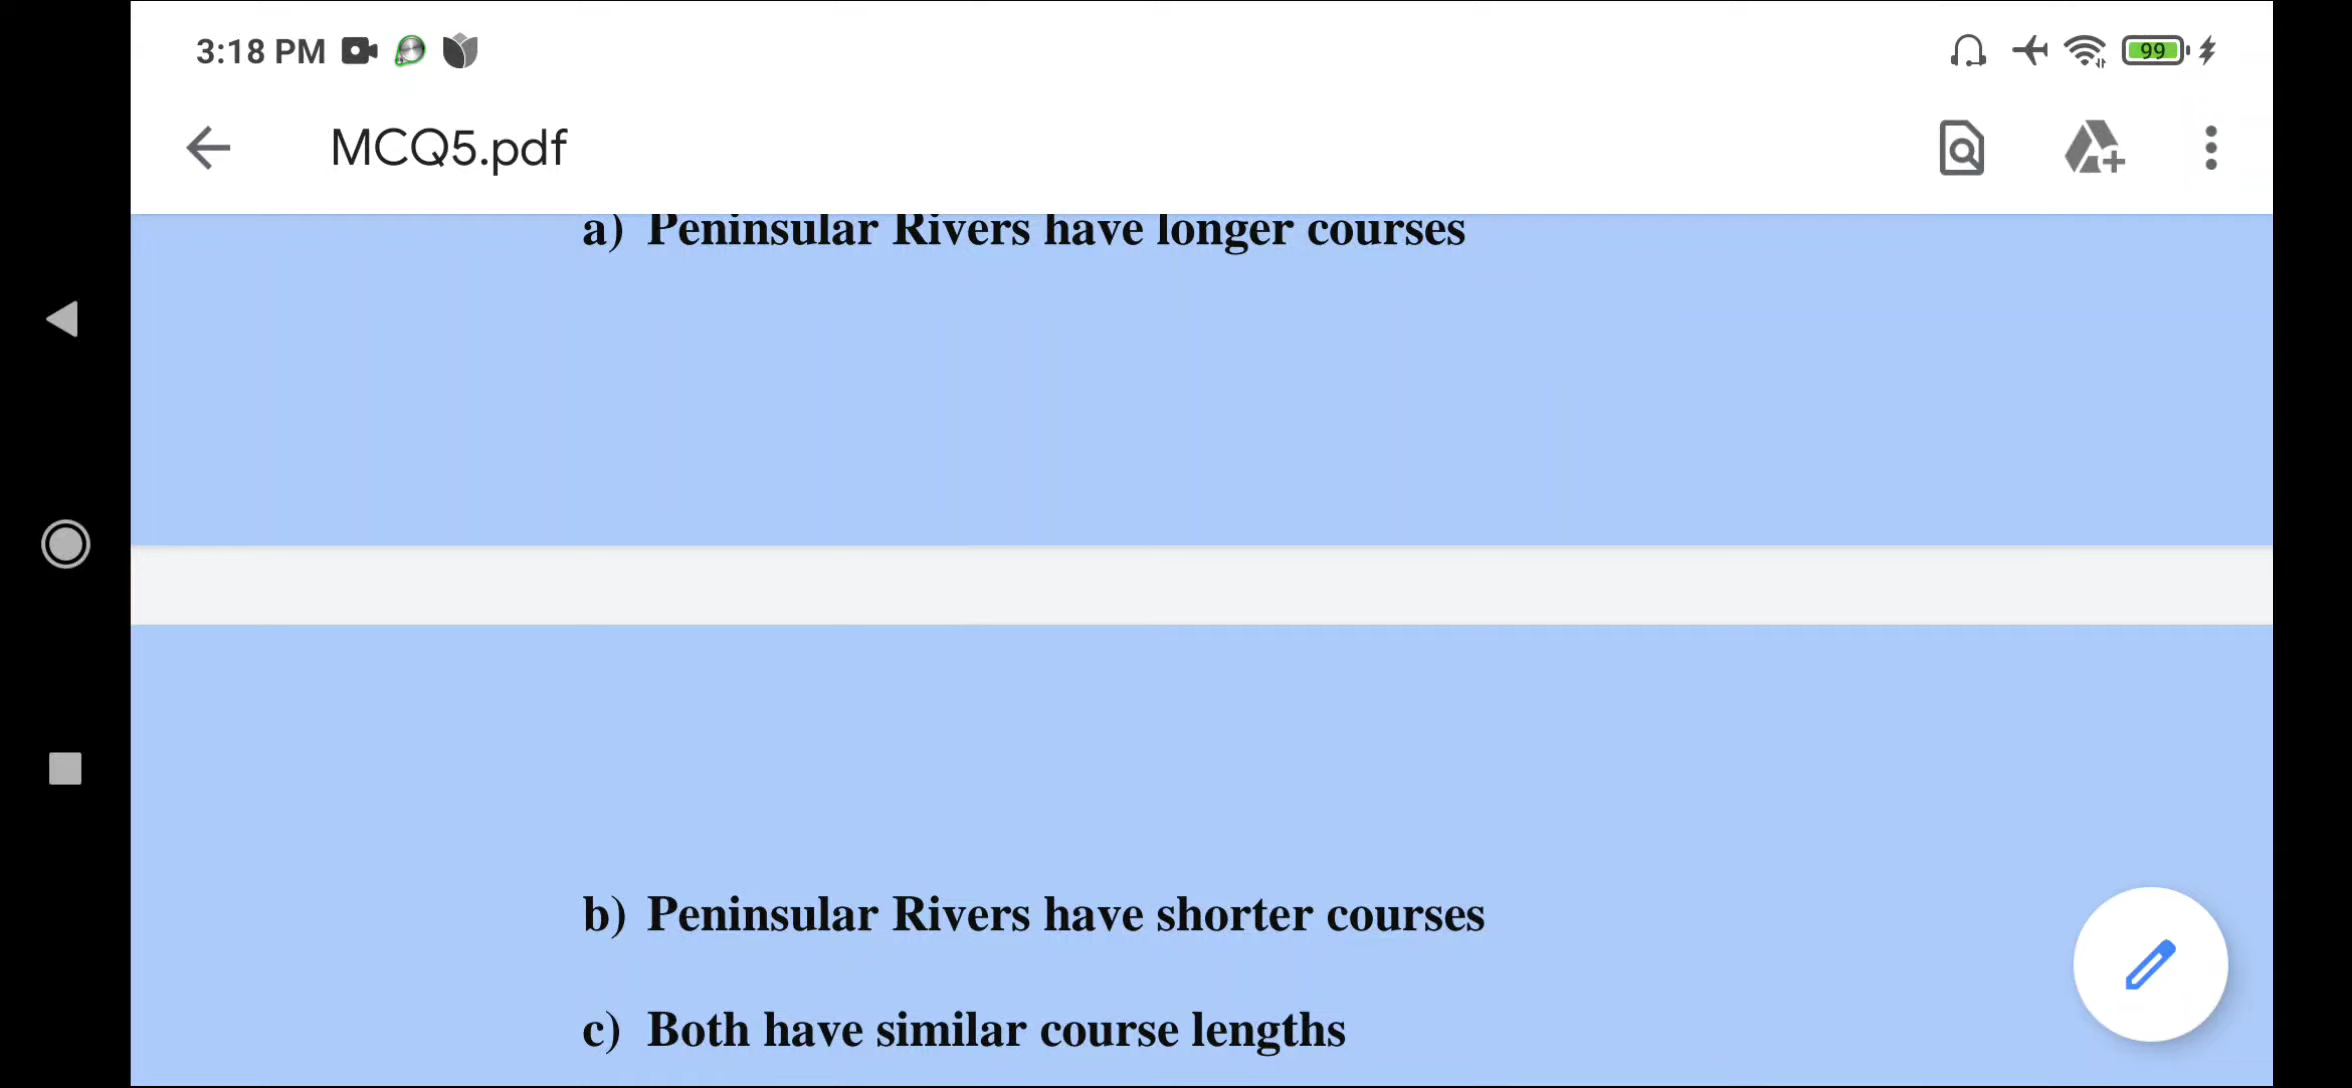 3:18 PM
99
MCQ5.pdf
a) Peninsular Rivers have longer courses
b) Peninsular Rivers have shorter courses
c) Both have similar course lengths